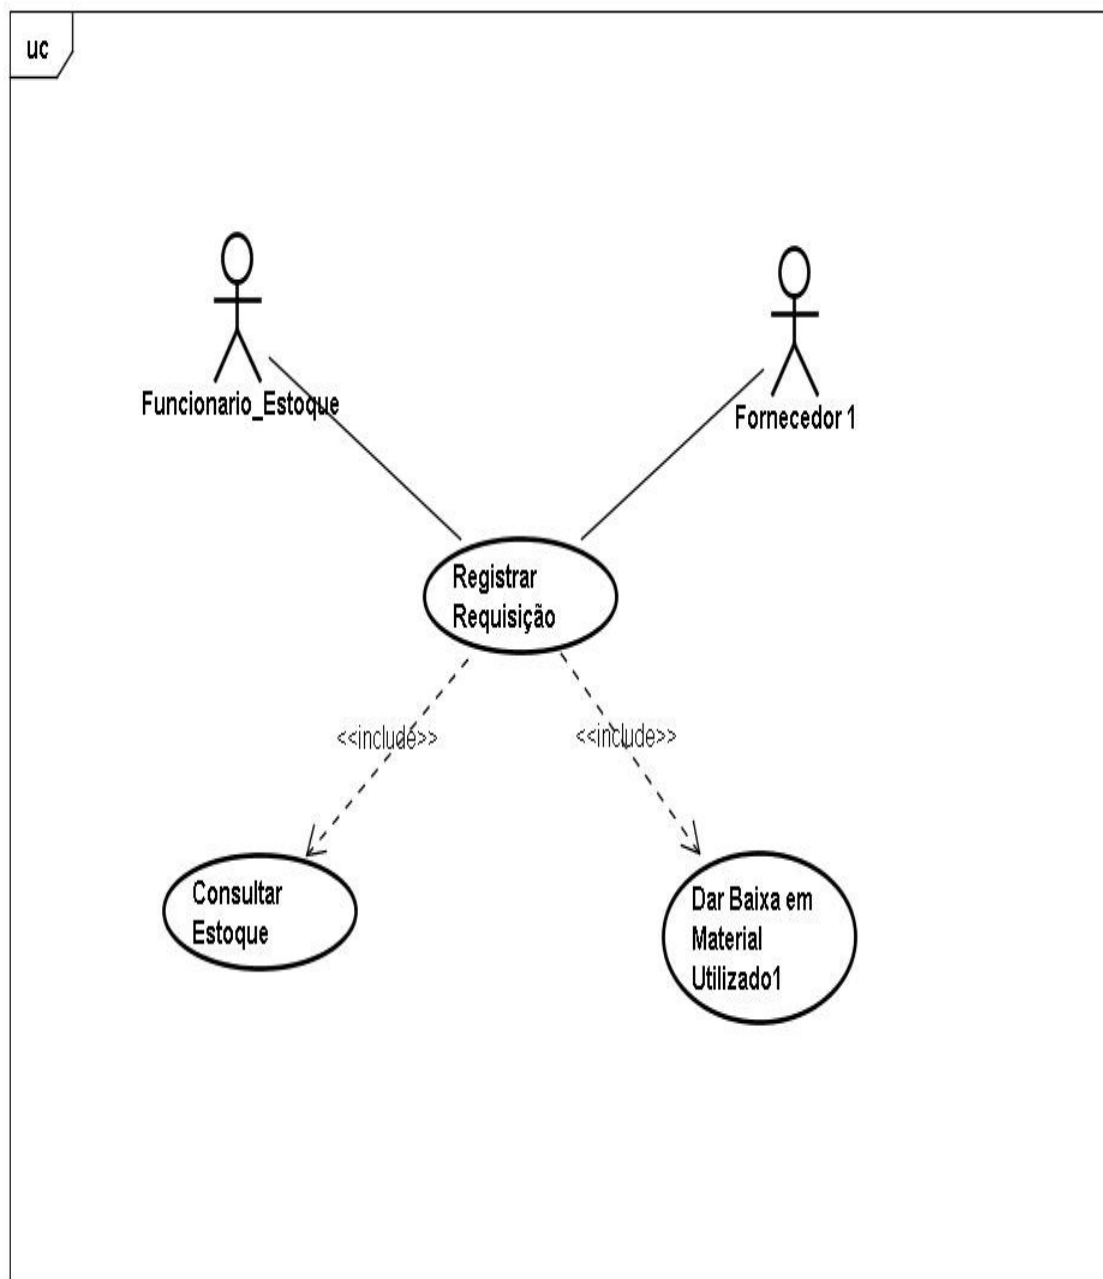 uc
Funcionario_Estoque
Fornecedor 1
Registrar
Requisição
<<include>>
<<include>>
Consultar
Estoque
Dar Baixa em
Material
Utilizado1